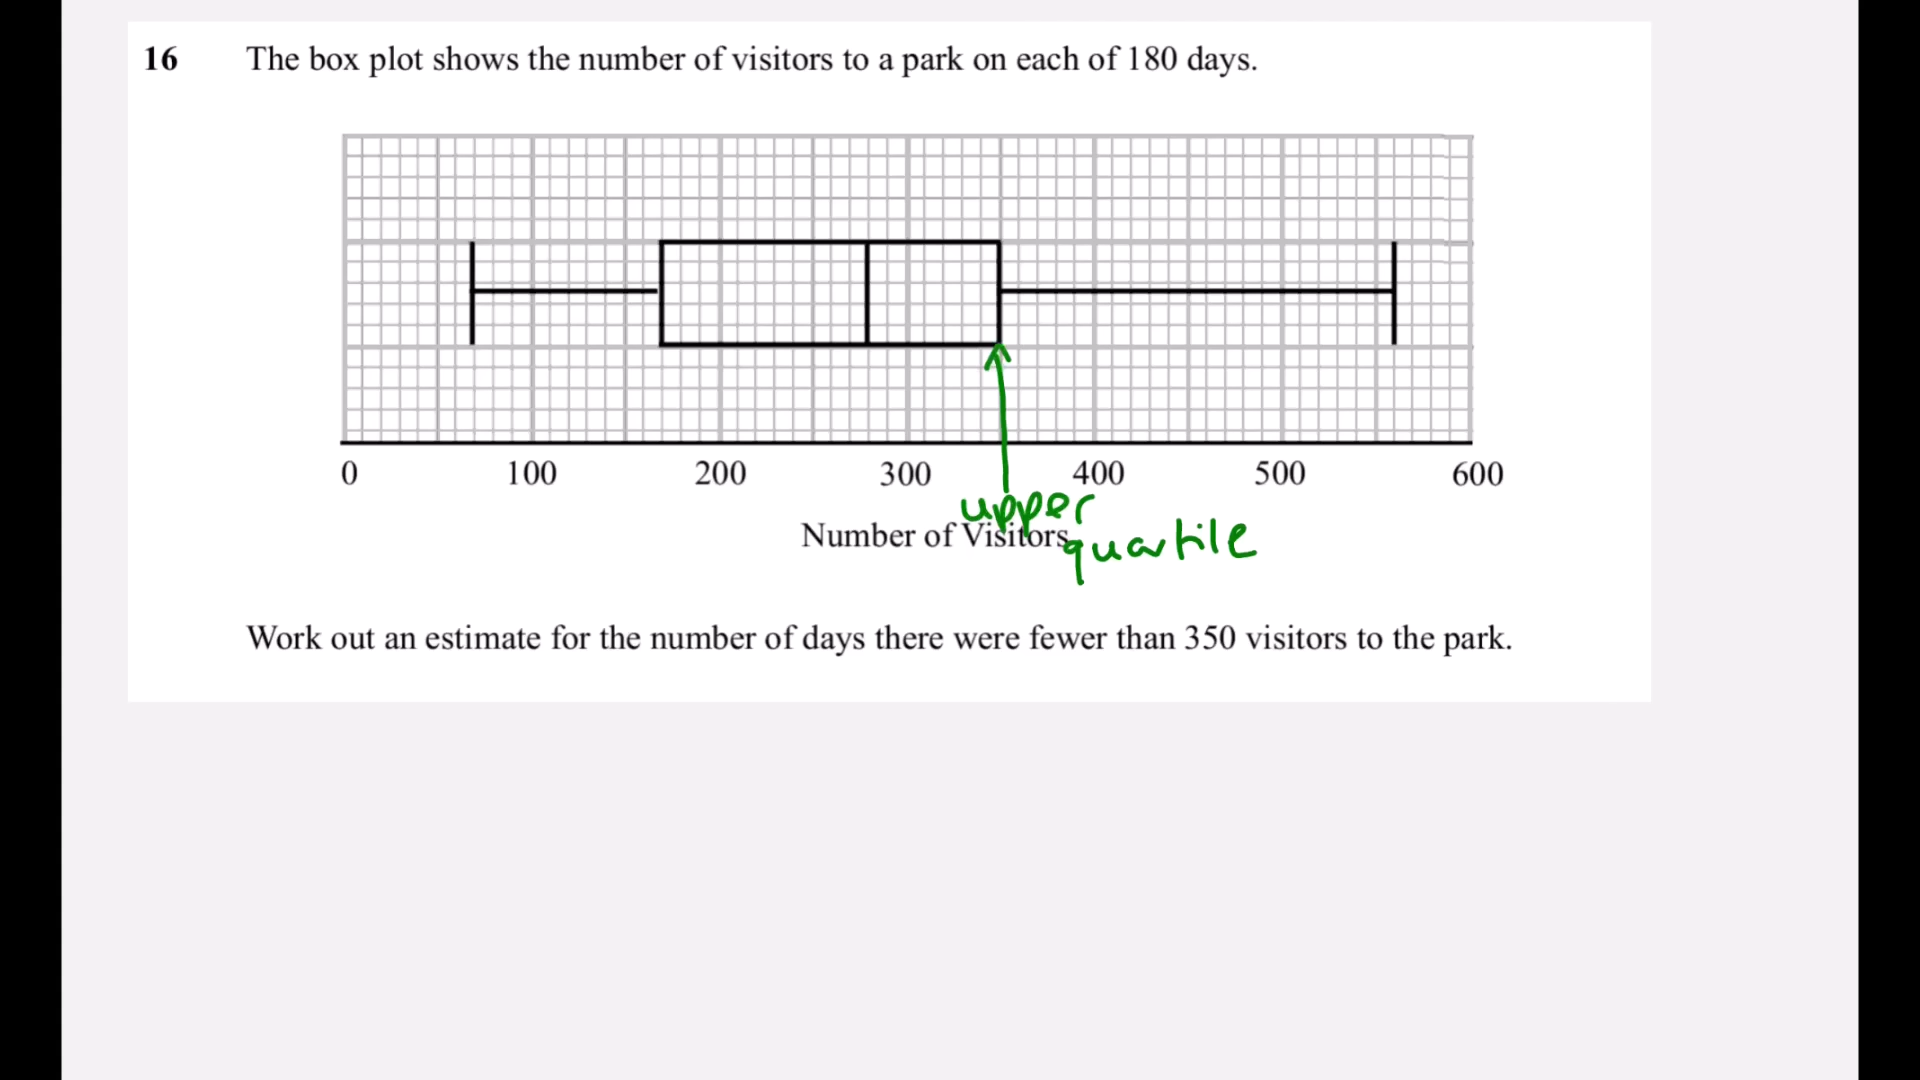 16 The box plot shows the number of visitors to a park on each of 180 days.
0 100 200 300 400 500 600
upper
Number of Visitors
quartile
Work out an estimate for the number of days there were fewer than 350 visitors to the park.